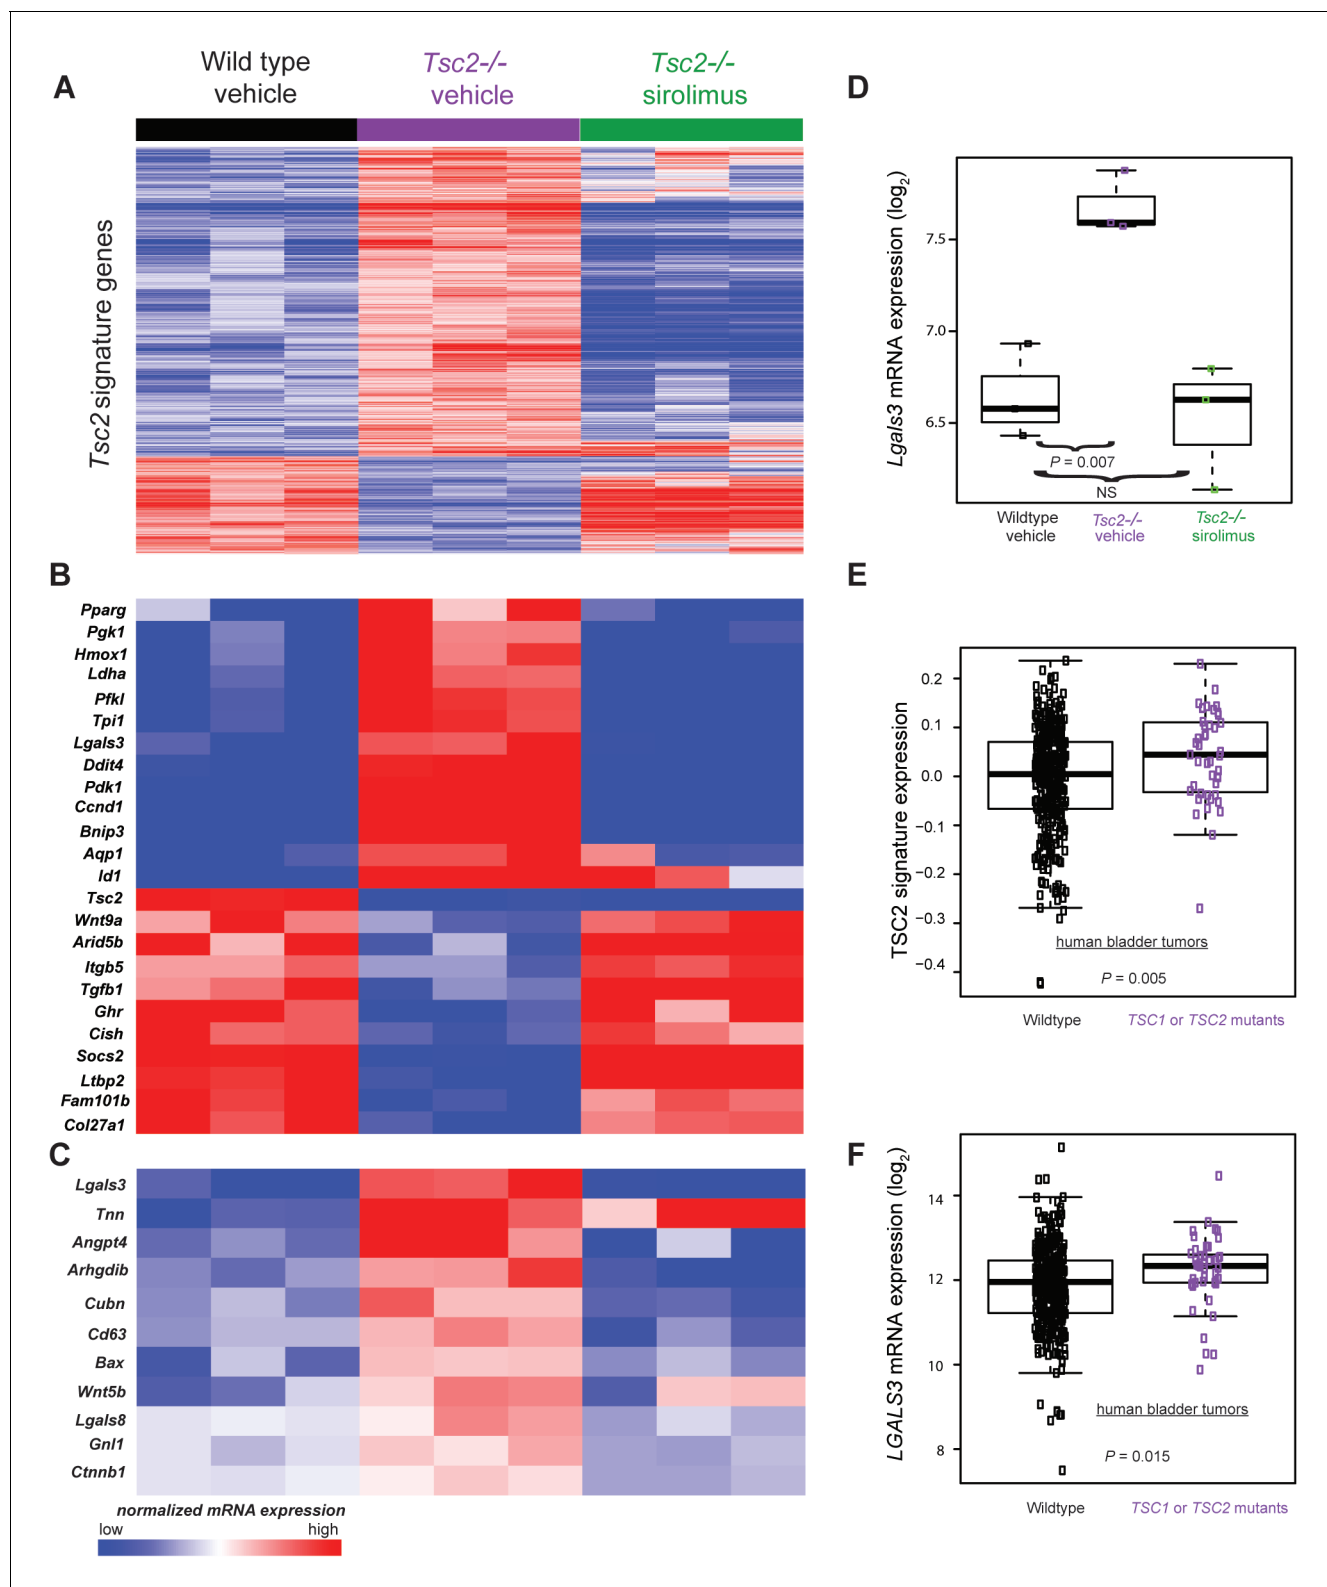 A
Wild type
vehicle
Tsc2-/-
vehicle
Tsc2-/-
sirolimus
Tsc2 signature genes
B
Pparg
Pgk1
Hmox1
Ldha
Pfkl
Tpi1
Lgals3
Ddit4
Pdk1
Ccnd1
Bnip3
Aqp1
Id1
Tsc2
Wnt9a
Arid5b
Itgb5
Tgfb1
Ghr
Cish
Socs2
Ltbp2
Fam101b
Col27a1
C
Lgals3
Tnn
Angpt4
Arhgdib
Cubn
Cd63
Bax
Wnt5b
Lgals8
Gnl1
Ctnnb1
normalized mRNA expression
low high
D
Lgals3 mRNA expression (log2)
7.5
7.0
6.5
P = 0.007
NS
Wildtype
vehicle
Tsc2-/-
vehicle
Tsc2-/-
sirolimus
E
TSC2 signature expression
0.2
0.1
0.0
−0.1
−0.2
−0.3
−0.4
human bladder tumors
P = 0.005
Wildtype
TSC1 or TSC2 mutants
F
LGALS3 mRNA expression (log2)
14
12
10
8
human bladder tumors
P = 0.015
Wildtype
TSC1 or TSC2 mutants